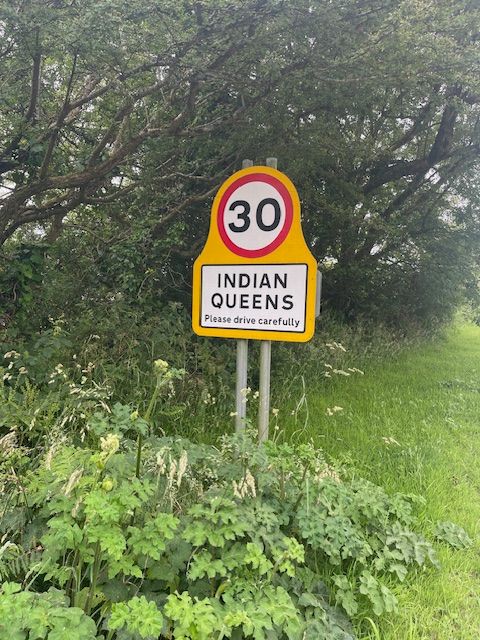 30
INDIAN
QUEENS
Please drive carefully